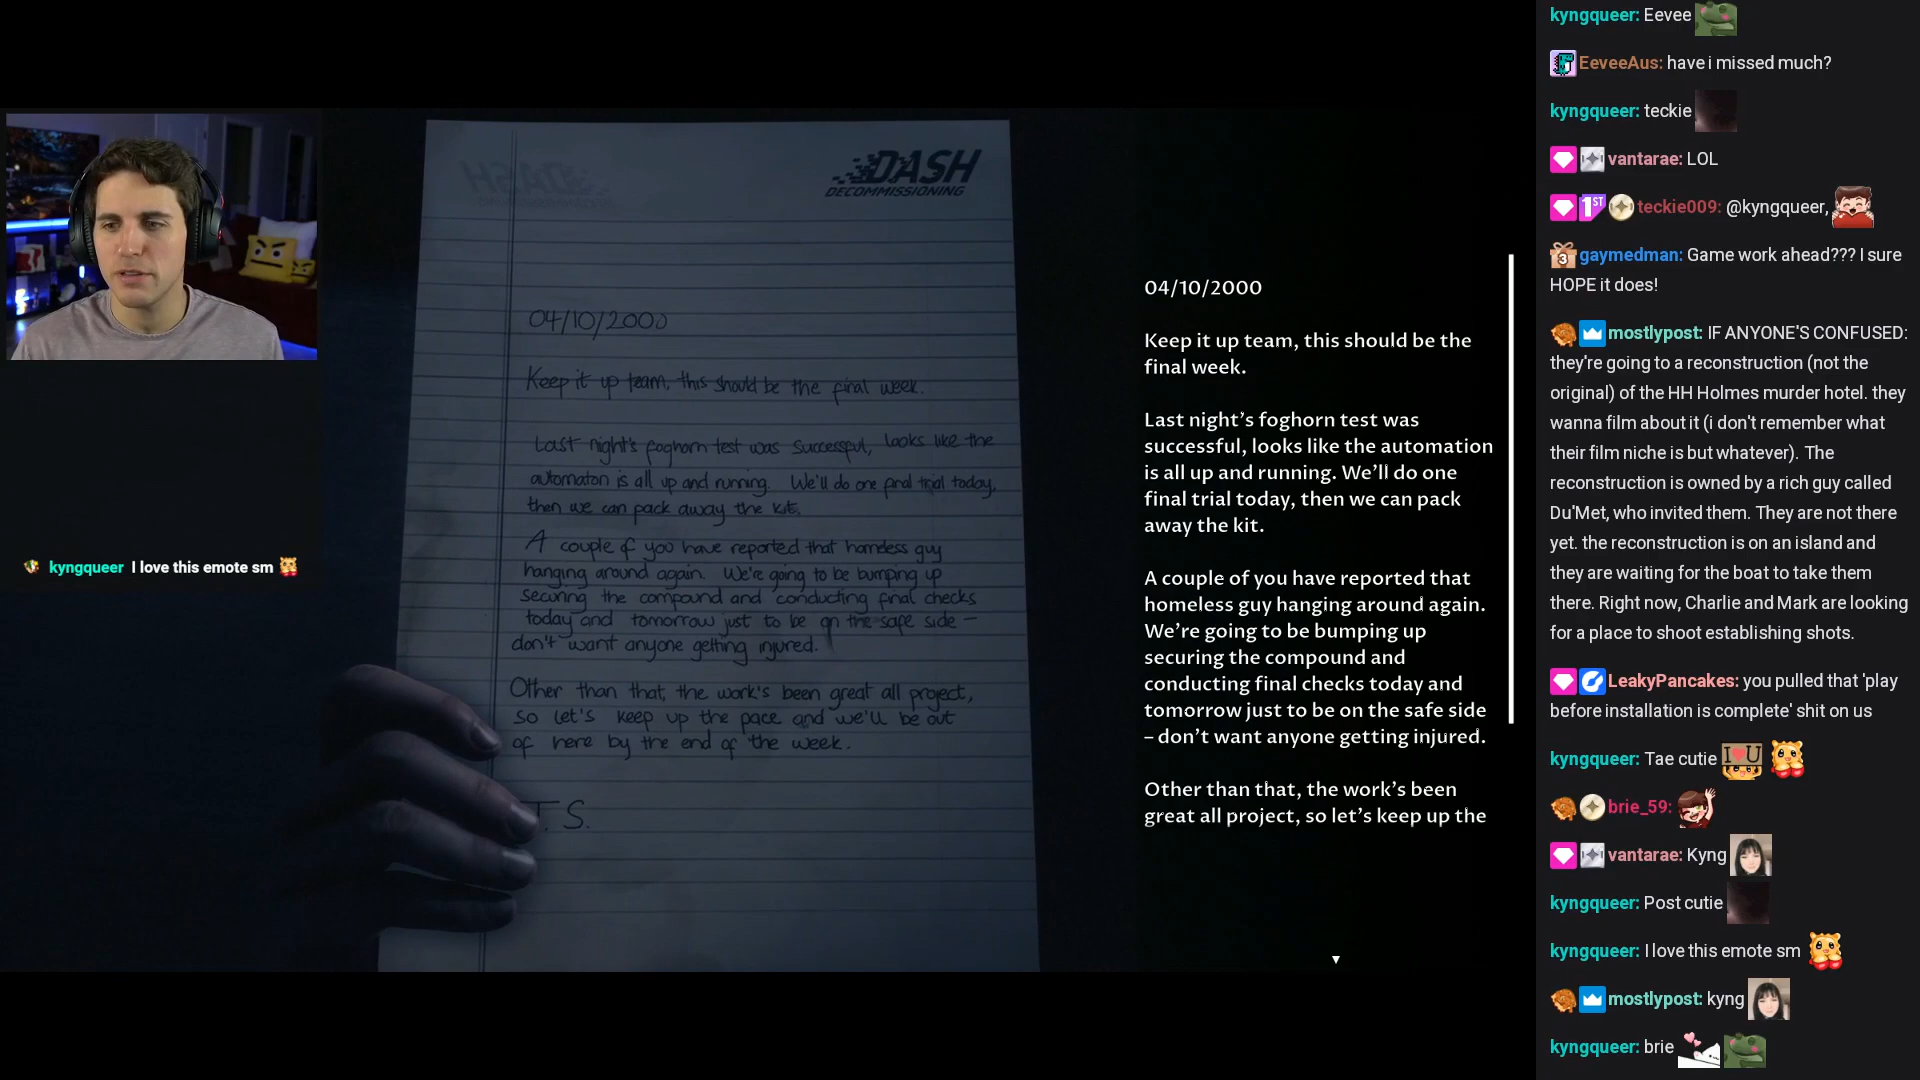 DASH
DECOMMISSIONING
04/10/2000
Keep it up team, this should be the final week.
Last night's foghorn test was successful, looks like the
automaton is all up and running. We'll do one final trial today,
then we can pack away the kit.
A couple of you have reported that homeless guy
hanging around again. We're going to be bumping up
securing the compound and conducting final checks
today and tomorrow just to be on the safe side –
don't want anyone getting injured.
Other than that, the work's been great all project,
so let's keep up the pace and we'll be out
of here by the end of the week.
T. S.
kyngqueer I love this emote sm
04/10/2000
Keep it up team, this should be the
final week.
Last night's foghorn test was
successful, looks like the automation
is all up and running. We'll do one
final trial today, then we can pack
away the kit.
A couple of you have reported that
homeless guy hanging around again.
We're going to be bumping up
securing the compound and
conducting final checks today and
tomorrow just to be on the safe side
– don't want anyone getting injured.
Other than that, the work's been
great all project, so let's keep up the
kyngqueer: Eevee
EeveeAus: have i missed much?
kyngqueer: teckie
vantarae: LOL
1ST teckie009: @kyngqueer,
3 gaymedman: Game work ahead??? I sure
HOPE it does!
mostlypost: IF ANYONE'S CONFUSED:
they're going to a reconstruction (not the
original) of the HH Holmes murder hotel. they
wanna film about it (i don't remember what
their film niche is but whatever). The
reconstruction is owned by a rich guy called
Du'Met, who invited them. They are not there
yet. the reconstruction is on an island and
they are waiting for the boat to take them
there. Right now, Charlie and Mark are looking
for a place to shoot establishing shots.
LeakyPancakes: you pulled that 'play
before installation is complete' shit on us
kyngqueer: Tae cutie I U
brie_59:
vantarae: Kyng
kyngqueer: Post cutie
kyngqueer: I love this emote sm
mostlypost: kyng
kyngqueer: brie